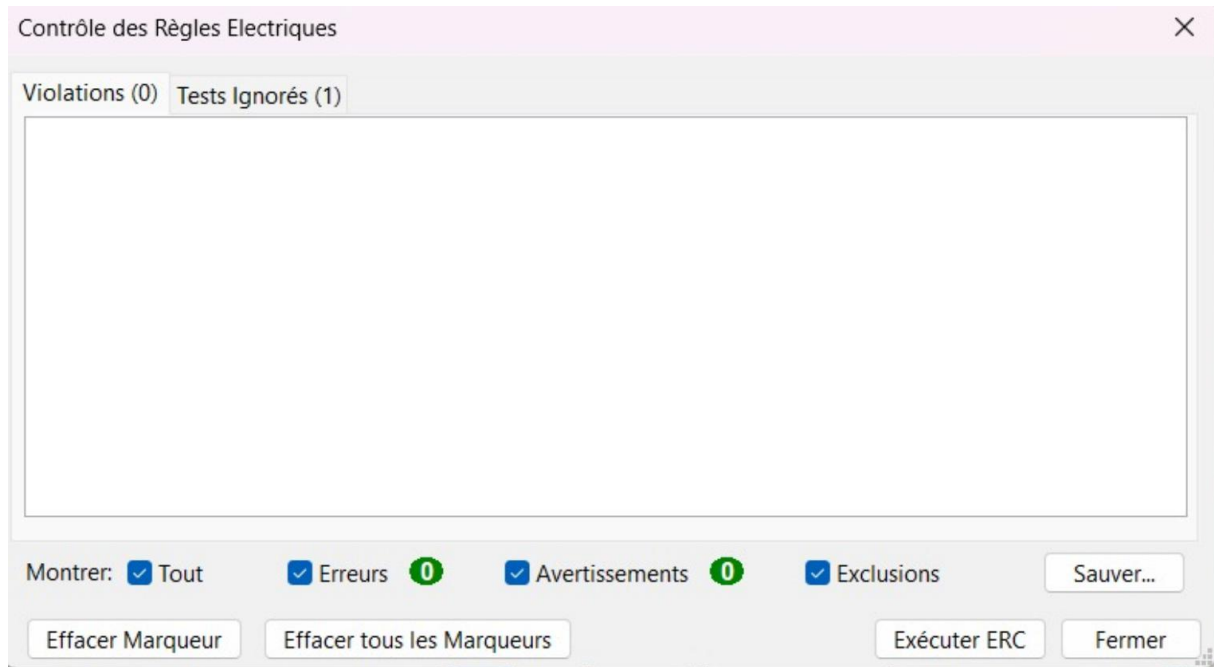 Contrôle des Règles Electriques
Violations (0) Tests Ignorés (1)
Montrer: Tout Erreurs 0 Avertissements 0 Exclusions Sauver...
Effacer Marqueur Effacer tous les Marqueurs Exécuter ERC Fermer